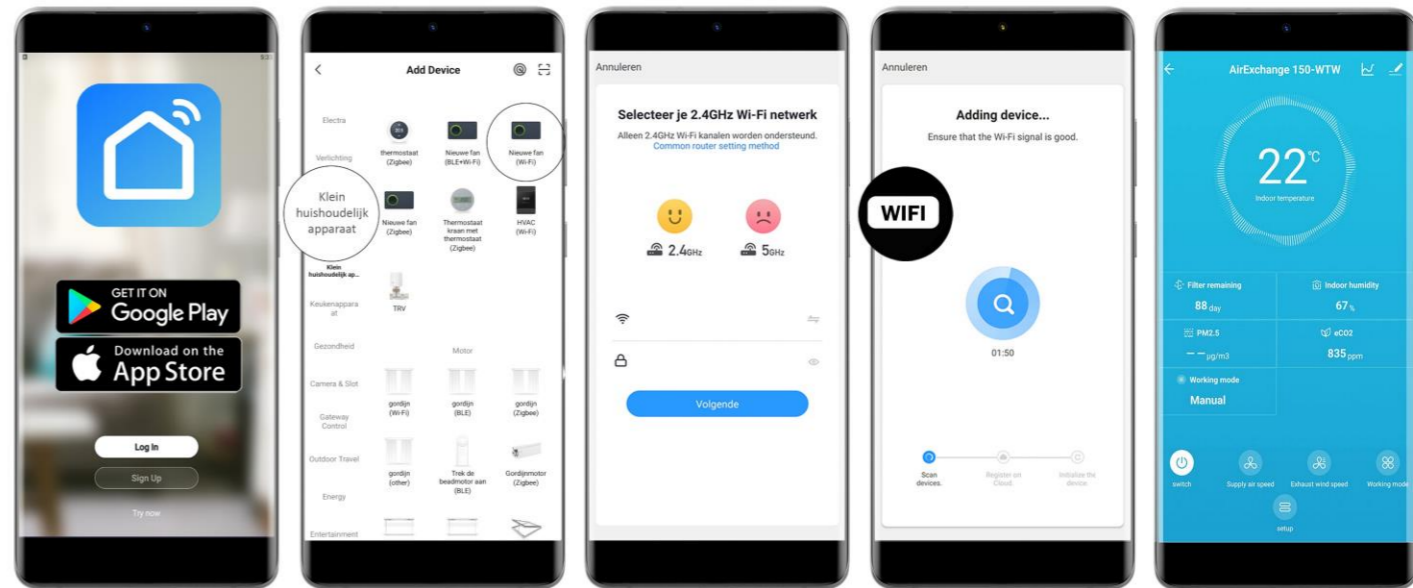 GET IT ON
Google Play
Download on the
App Store
Log In
Sign Up
Try now
Add Device
Electra
Verlichting
Klein
huishoudelijk
apparaat
Klein
huishoudelijk ap...
Keukenappara
at
Gezondheid
Camera & Slot
Gateway
Control
Outdoor Travel
Energy
Entertainment
thermostaat
(Zigbee)
Nieuwe fan
(BLE+Wi-Fi)
Nieuwe fan
(Wi-Fi)
Nieuwe fan
(Zigbee)
Thermostaat
kraan met
thermostaat
(Zigbee)
HVAC
(Wi-Fi)
TRV
Motor
gordijn
(Wi-Fi)
gordijn
(BLE)
gordijn
(Zigbee)
gordijn
(other)
Trek de
beadmotor aan
(BLE)
Gordijnmotor
(Zigbee)
Annuleren
Selecteer je 2.4GHz Wi-Fi netwerk
Alleen 2.4GHz Wi-Fi kanalen worden ondersteund.
Common router setting method
2.4GHz
5GHz
Volgende
Annuleren
Adding device...
Ensure that the Wi-Fi signal is good.
WIFI
01:50
Scan
devices.
Register on
Cloud.
Initialize the
device.
AirExchange 150-WTW
22°C
Indoor temperature
Filter remaining
88 day
Indoor humidity
67 %
PM2.5
-- μg/m3
eCO2
835 ppm
Working mode
Manual
switch
Supply air speed
Exhaust wind speed
Working mode
setup